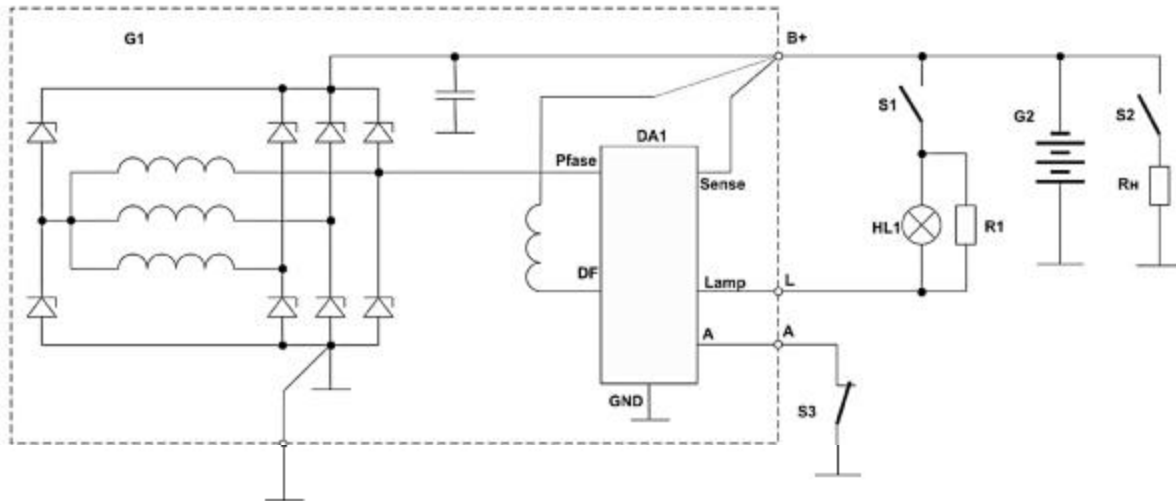 G1
B+
S1
G2
S2
DA1
Pfase
Sense
Rн
HL1
R1
DF
Lamp
L
A
A
GND
S3